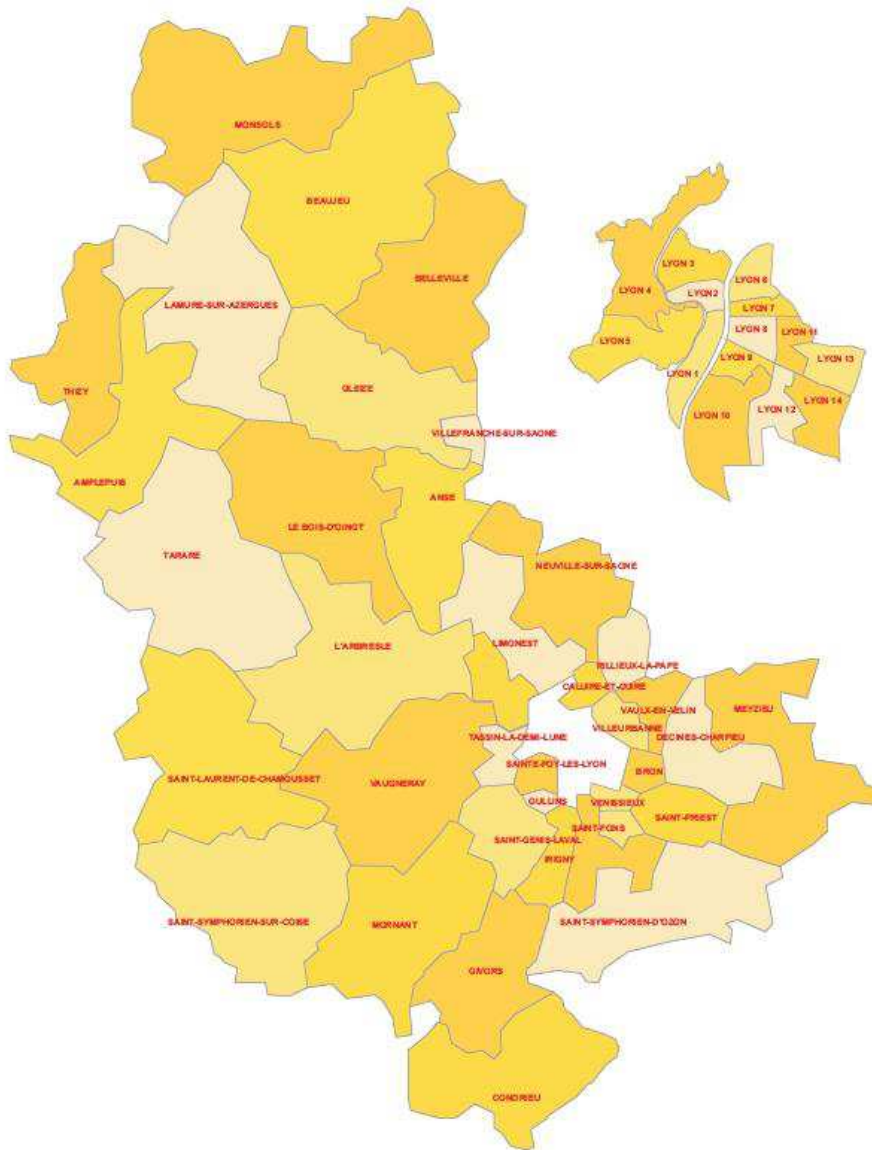 MONSOLS
BEAUJEU
BELLEVILLE
LAMURE-SUR-AZERGUES
THIZY
GLEIZE
VILLEFRANCHE-SUR-SAONE
AMPLEPUIS
ANSE
LE BOIS-D'OINGT
TARARE
NEUVILLE-SUR-SAONE
LIMONEST
L'ARBRESLE
RILLIEUX-LA-PAPE
CALUIRE-ET-CUIRE
MEYZIEU
VAULX-EN-VELIN
VILLEURBANNE
TASSIN-LA-DEMI-LUNE
DECINES-CHARPIEU
SAINTE-FOY-LES-LYON
BRON
SAINT-LAURENT-DE-CHAMOUSSET
VAUGNERAY
OULLINS
VENISSIEUX
SAINT-PRIEST
SAINT-FONS
SAINT-GENIS-LAVAL
IRIGNY
SAINT-SYMPHORIEN-SUR-COISE
MORNANT
SAINT-SYMPHORIEN-D'OZON
GIVORS
CONDRIEU
LYON 3
LYON 6
LYON 4
LYON 2
LYON 7
LYON 8
LYON 11
LYON 5
LYON 9
LYON 13
LYON 1
LYON 14
LYON 10
LYON 12